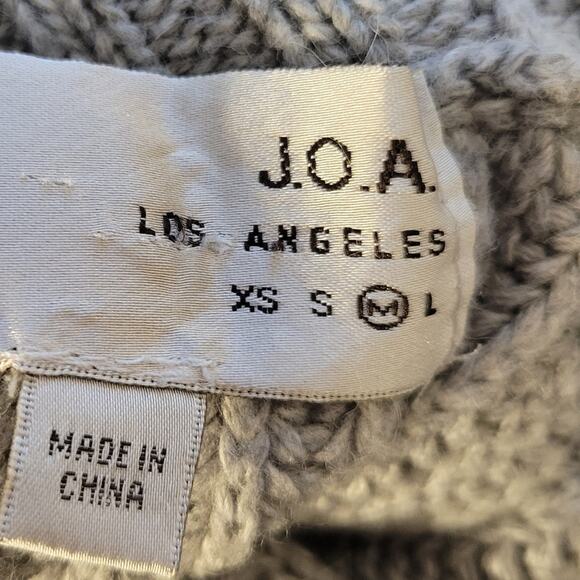 J.O.A.
LOS ANGELES
XS S M L
MADE IN
CHINA